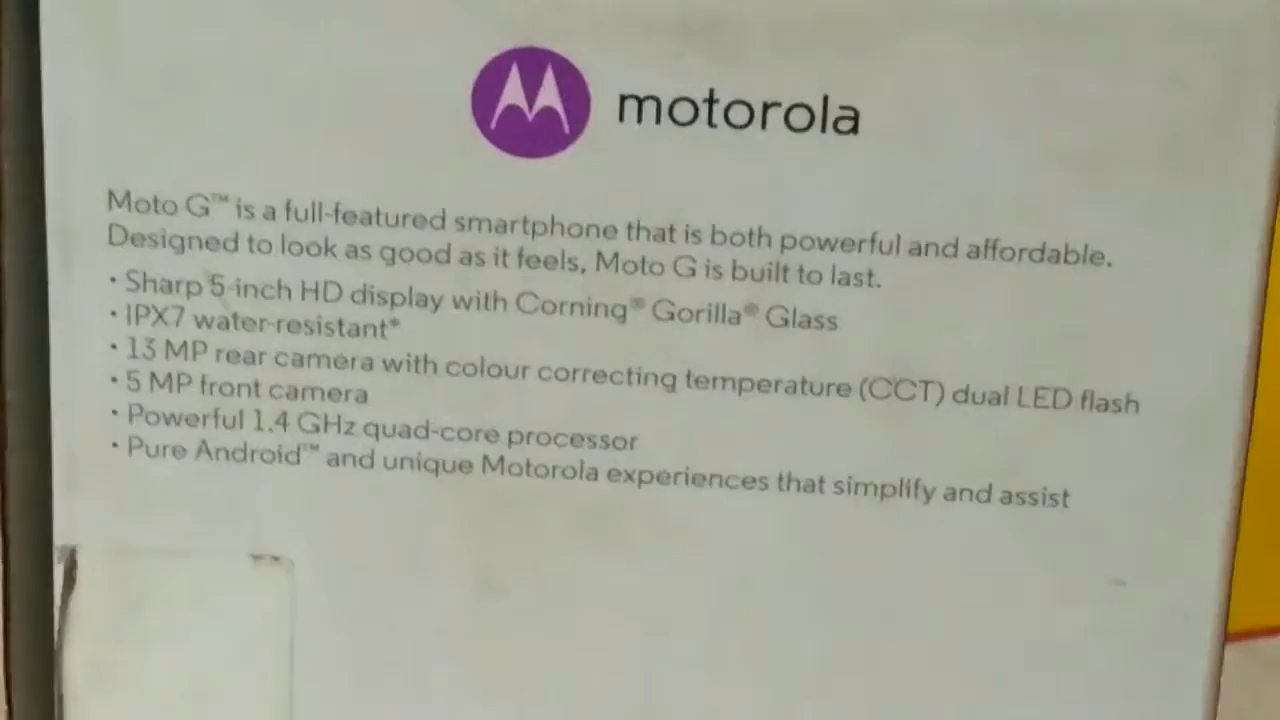 motorola
Moto G™ is a full-featured smartphone that is both powerful and affordable.
Designed to look as good as it feels, Moto G is built to last.
• Sharp 5-inch HD display with Corning® Gorilla® Glass
• IPX7 water-resistant*
• 13 MP rear camera with colour correcting temperature (CCT) dual LED flash
• 5 MP front camera
• Powerful 1.4 GHz quad-core processor
• Pure Android™ and unique Motorola experiences that simplify and assist